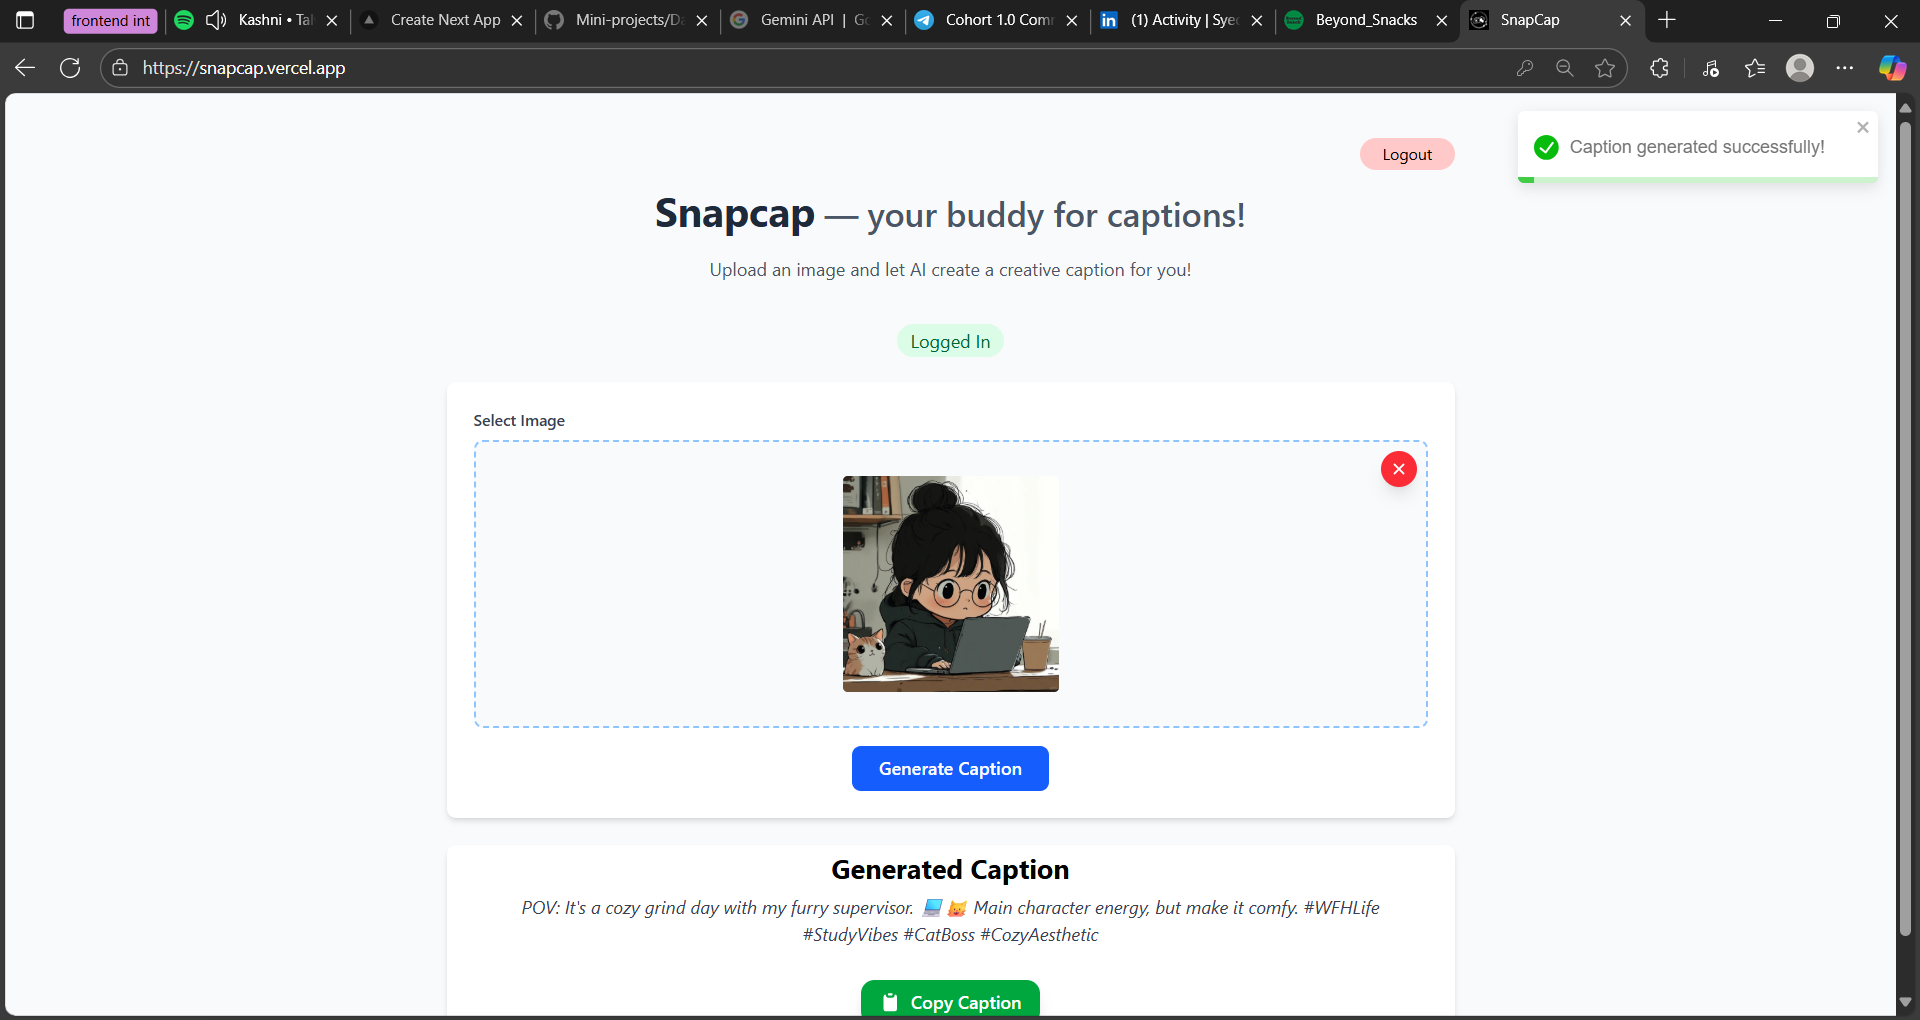 frontend int
Kashni • Tal
Create Next App
Mini-projects/Da
Gemini API | Go
Cohort 1.0 Com
(1) Activity | Sye
Beyond_Snacks
SnapCap
https://snapcap.vercel.app
Caption generated successfully!
Logout
Snapcap — your buddy for captions!
Upload an image and let AI create a creative caption for you!
Logged In
Select Image
Generate Caption
Generated Caption
POV: It's a cozy grind day with my furry supervisor. 💻😼 Main character energy, but make it comfy. #WFHLife
#StudyVibes #CatBoss #CozyAesthetic
Copy Caption